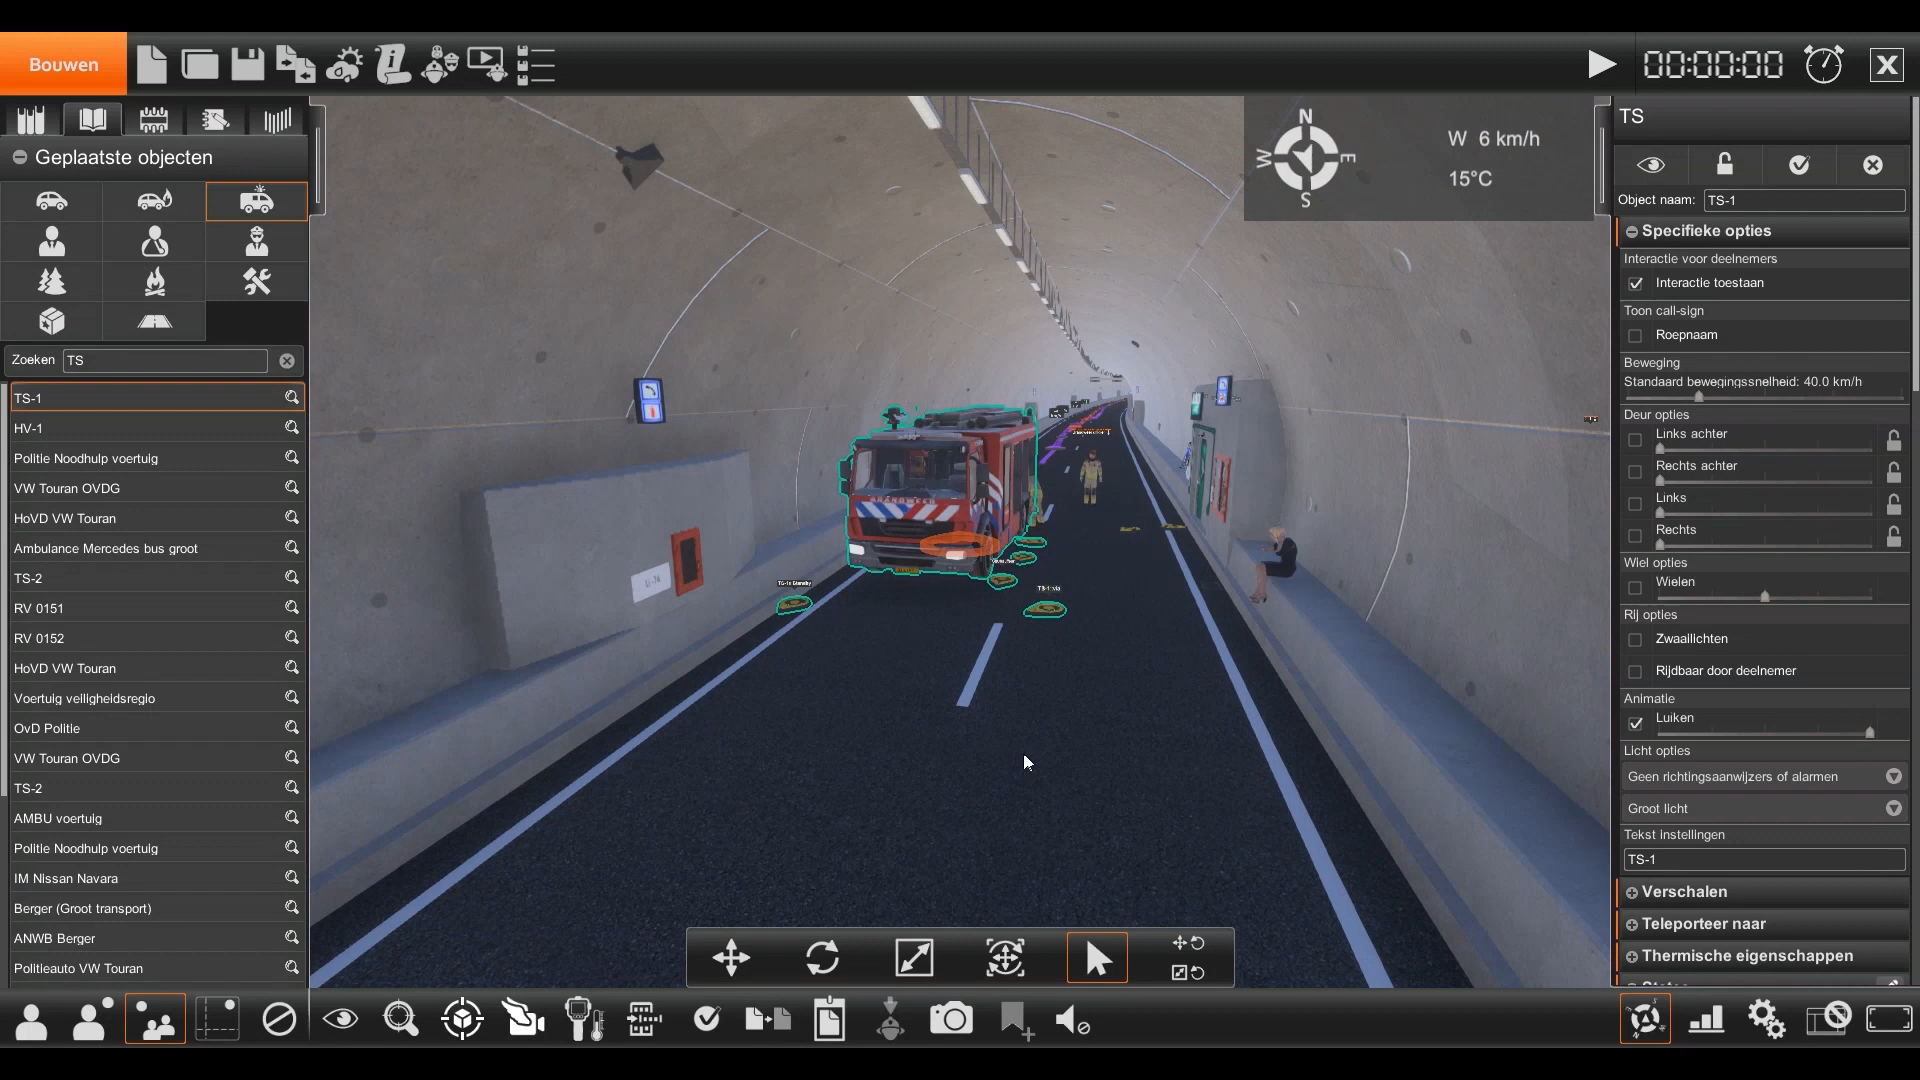 Bouwen
00:00:00
X
Geplaatste objecten
Zoeken TS
TS-1
HV-1
Politie Noodhulp voertuig
VW Touran OVDG
HoVD VW Touran
Ambulance Mercedes bus groot
TS-2
RV 0151
RV 0152
HoVD VW Touran
Voertuig veiligheidsregio
OvD Politie
VW Touran OVDG
TS-2
AMBU voertuig
Politie Noodhulp voertuig
IM Nissan Navara
Berger (Groot transport)
ANWB Berger
Politieauto VW Touran
N
W E
S
W 6 km/h
15°C
BRANDWEER
TS-1: via
TS
Object naam: TS-1
Specifieke opties
Interactie voor deelnemers
Interactie toestaan
Toon call-sign
Roepnaam
Beweging
Standaard bewegingssnelheid: 40.0 km/h
Deur opties
Links achter
Rechts achter
Links
Rechts
Wiel opties
Wielen
Rij opties
Zwaailichten
Rijdbaar door deelnemer
Animatie
Luiken
Licht opties
Geen richtingsaanwijzers of alarmen
Groot licht
Tekst instellingen
TS-1
Verschalen
Teleporteer naar
Thermische eigenschappen